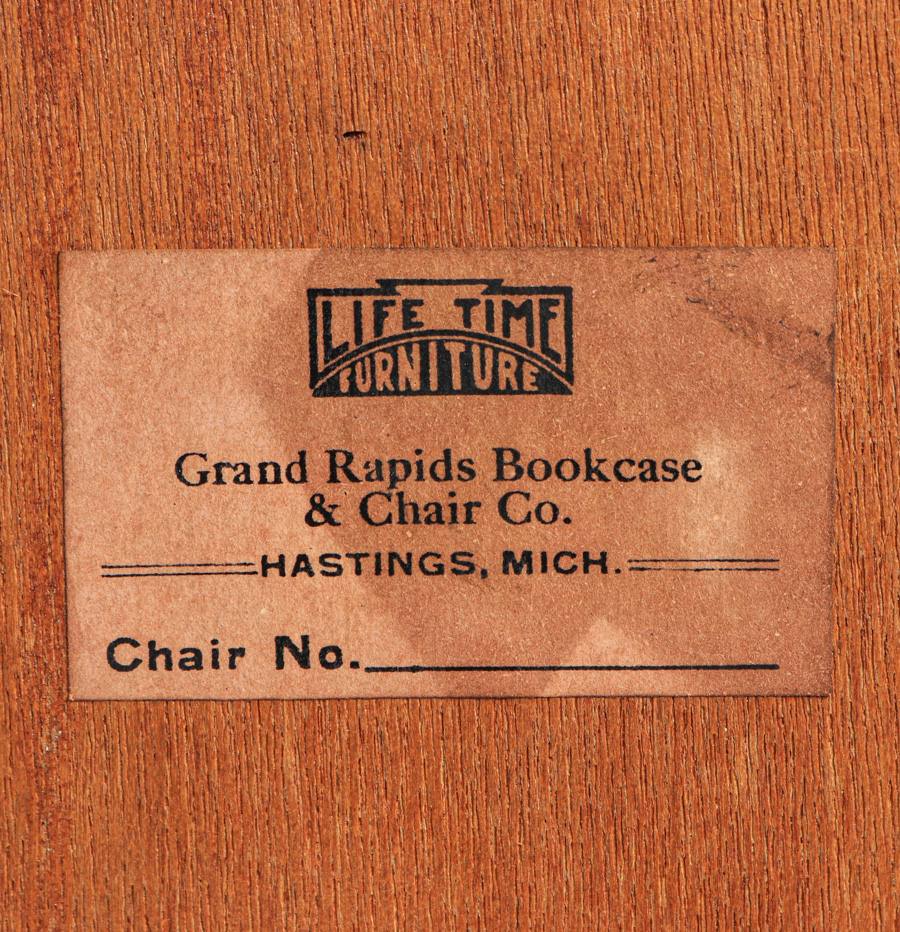 LIFE TIME
FURNITURE
Grand Rapids Bookcase
& Chair Co.
HASTINGS, MICH.
Chair No.